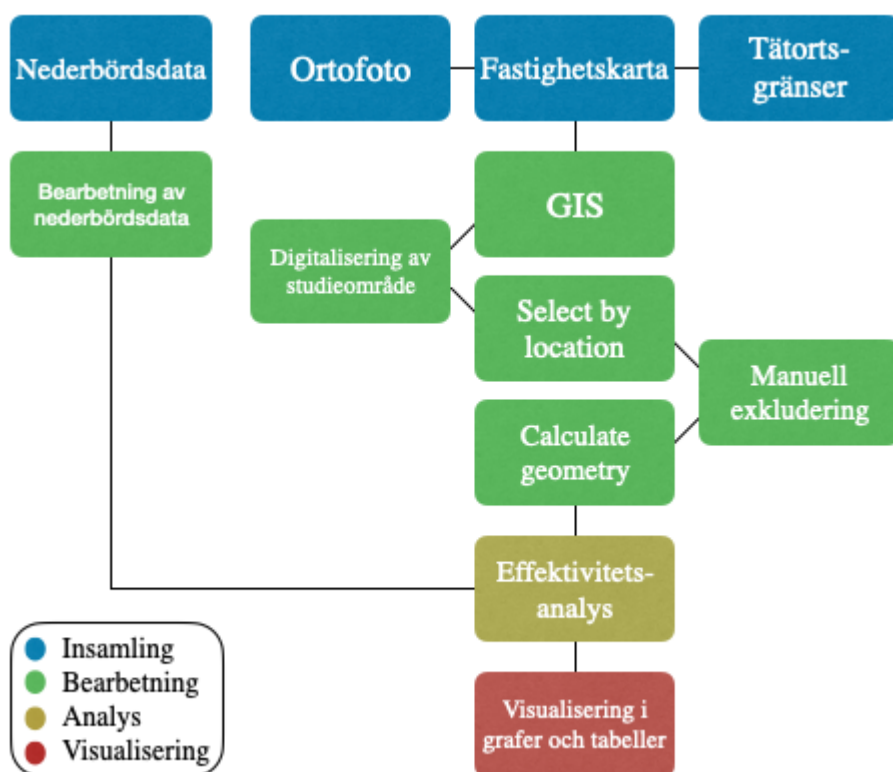 Nederbördsdata
Ortofoto
Fastighetskarta
Tätorts-
gränser
Bearbetning av
nederbördsdata
GIS
Digitalisering av
studieområde
Select by
location
Manuell
exkludering
Calculate
geometry
Effektivitets-
analys
Visualisering i
grafer och tabeller
Insamling
Bearbetning
Analys
Visualisering